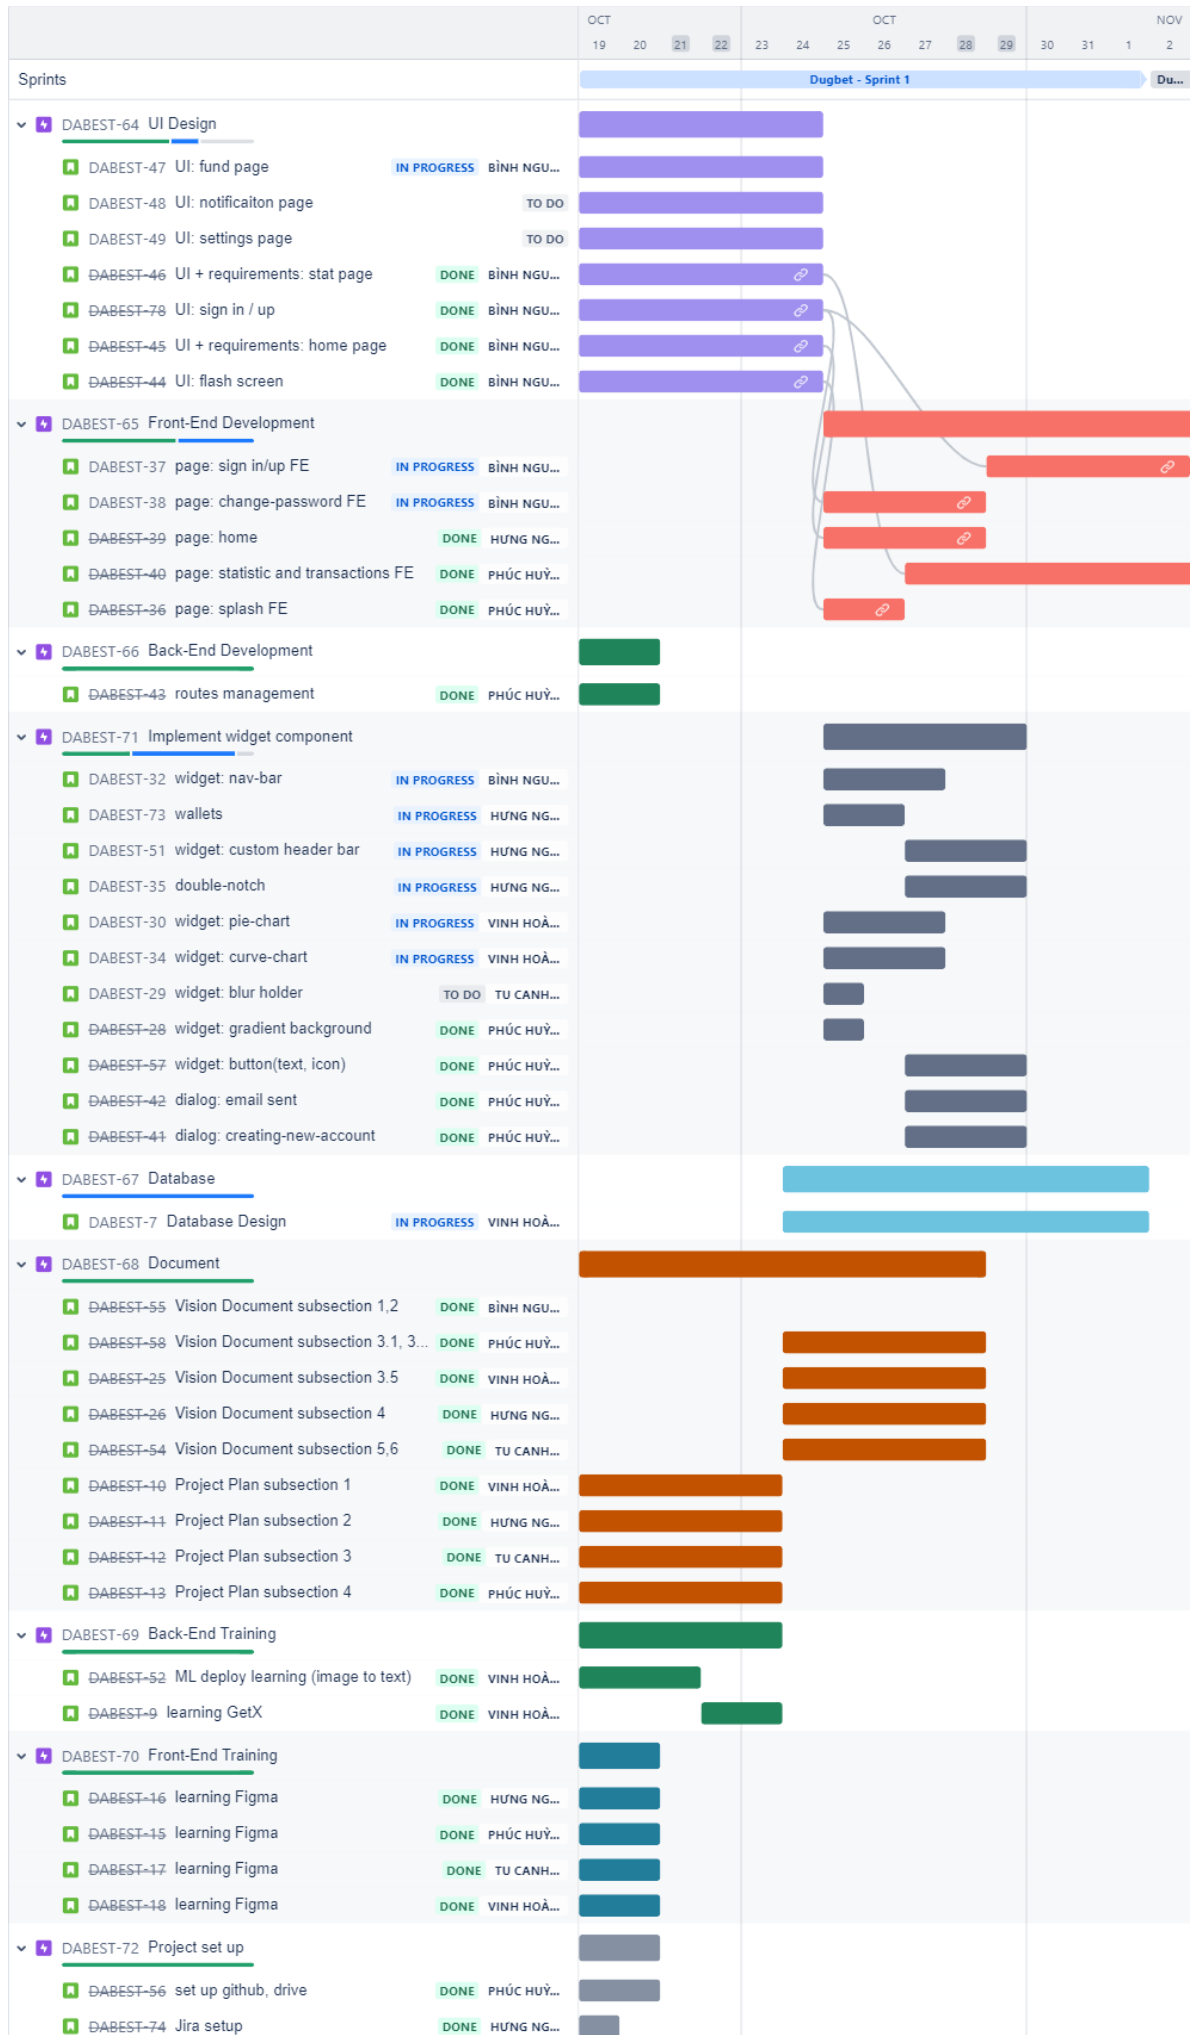 OCT OCT NOV
19 20 21 22 23 24 25 26 27 28 29 30 31 1 2
Sprints Dugbet - Sprint 1 Du...
DABEST-64 UI Design
DABEST-47 UI: fund page IN PROGRESS BÌNH NGU...
DABEST-48 UI: notificaiton page TO DO
DABEST-49 UI: settings page TO DO
DABEST-46 UI + requirements: stat page DONE BÌNH NGU...
DABEST-78 UI: sign in / up DONE BÌNH NGU...
DABEST-45 UI + requirements: home page DONE BÌNH NGU...
DABEST-44 UI: flash screen DONE BÌNH NGU...
DABEST-65 Front-End Development
DABEST-37 page: sign in/up FE IN PROGRESS BÌNH NGU...
DABEST-38 page: change-password FE IN PROGRESS BÌNH NGU...
DABEST-39 page: home DONE HƯNG NG...
DABEST-40 page: statistic and transactions FE DONE PHÚC HUỲ...
DABEST-36 page: splash FE DONE PHÚC HUỲ...
DABEST-66 Back-End Development
DABEST-43 routes management DONE PHÚC HUỲ...
DABEST-71 Implement widget component
DABEST-32 widget: nav-bar IN PROGRESS BÌNH NGU...
DABEST-73 wallets IN PROGRESS HƯNG NG...
DABEST-51 widget: custom header bar IN PROGRESS HƯNG NG...
DABEST-35 double-notch IN PROGRESS HƯNG NG...
DABEST-30 widget: pie-chart IN PROGRESS VINH HOÀ...
DABEST-34 widget: curve-chart IN PROGRESS VINH HOÀ...
DABEST-29 widget: blur holder TO DO TU CANH...
DABEST-28 widget: gradient background DONE PHÚC HUỲ...
DABEST-57 widget: button(text, icon) DONE PHÚC HUỲ...
DABEST-42 dialog: email sent DONE PHÚC HUỲ...
DABEST-41 dialog: creating-new-account DONE PHÚC HUỲ...
DABEST-67 Database
DABEST-7 Database Design IN PROGRESS VINH HOÀ...
DABEST-68 Document
DABEST-55 Vision Document subsection 1,2 DONE BÌNH NGU...
DABEST-58 Vision Document subsection 3.1, 3... DONE PHÚC HUỲ...
DABEST-25 Vision Document subsection 3.5 DONE VINH HOÀ...
DABEST-26 Vision Document subsection 4 DONE HƯNG NG...
DABEST-54 Vision Document subsection 5,6 DONE TU CANH...
DABEST-10 Project Plan subsection 1 DONE VINH HOÀ...
DABEST-11 Project Plan subsection 2 DONE HƯNG NG...
DABEST-12 Project Plan subsection 3 DONE TU CANH...
DABEST-13 Project Plan subsection 4 DONE PHÚC HUỲ...
DABEST-69 Back-End Training
DABEST-52 ML deploy learning (image to text) DONE VINH HOÀ...
DABEST-9 learning GetX DONE VINH HOÀ...
DABEST-70 Front-End Training
DABEST-16 learning Figma DONE HƯNG NG...
DABEST-15 learning Figma DONE PHÚC HUỲ...
DABEST-17 learning Figma DONE TU CANH...
DABEST-18 learning Figma DONE VINH HOÀ...
DABEST-72 Project set up
DABEST-56 set up github, drive DONE PHÚC HUỲ...
DABEST-74 Jira setup DONE HƯNG NG...